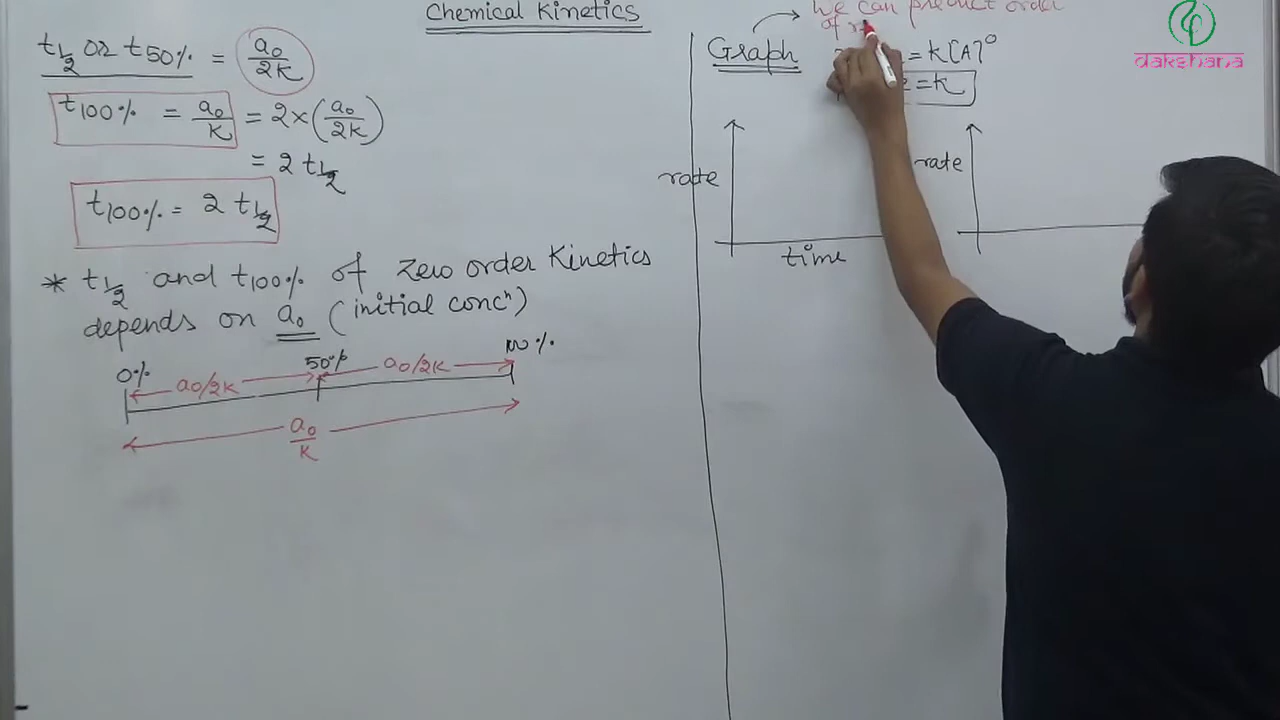 Chemical Kinetics
t½ or t50% = a₀/2K
t100% = a₀/K = 2×(a₀/2K)
= 2 t½
t100% = 2 t½
* t½ and t100% of Zero order Kinetics
depends on a₀ (initial concⁿ)
0% 50% 100%
a₀/2K a₀/2K
a₀/K
We can predict order
of
Graph
= K[A]⁰
= K
rate
time
rate
dakshana